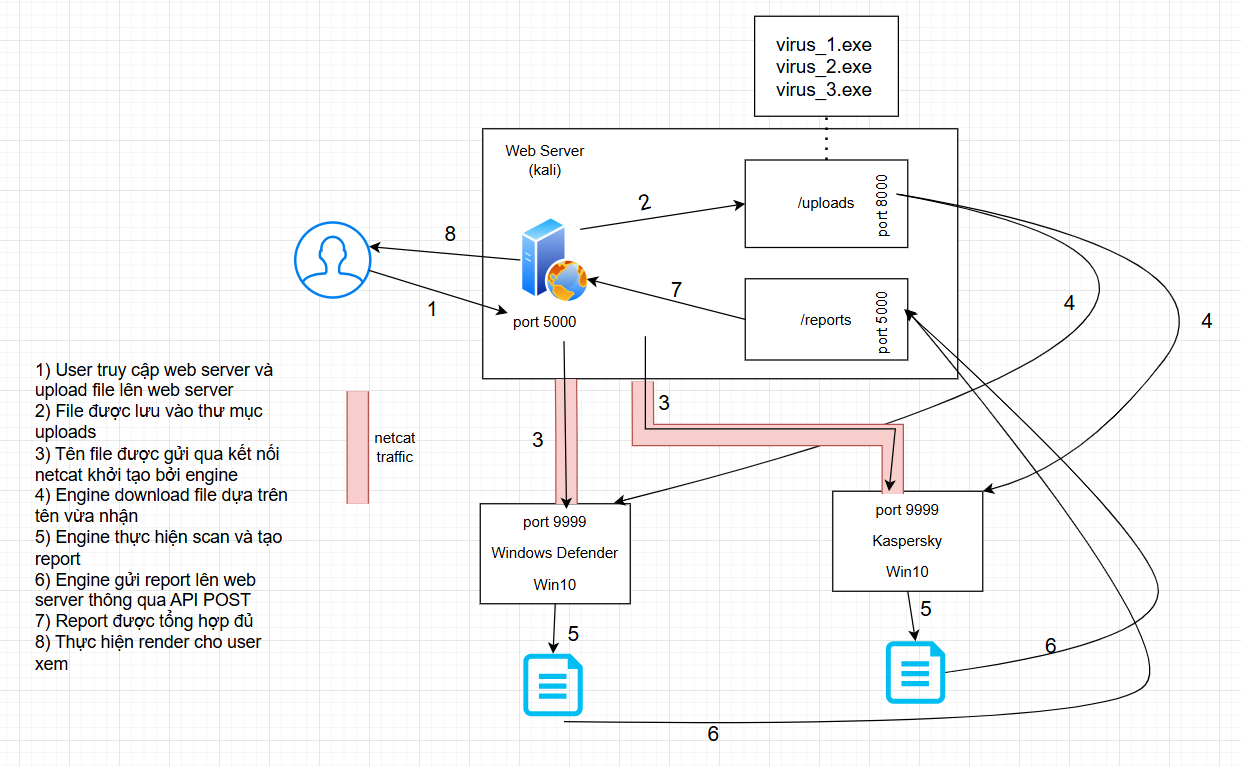 virus_1.exe
virus_2.exe
virus_3.exe
Web Server
(kali)
2
/uploads
port 8000
8
7
1
port 5000
/reports
port 5000
4
4
1) User truy cập web server và
upload file lên web server
2) File được lưu vào thư mục
uploads
3) Tên file được gửi qua kết nối
netcat khởi tạo bởi engine
4) Engine download file dựa trên
tên vừa nhận
5) Engine thực hiện scan và tạo
report
6) Engine gửi report lên web
server thông qua API POST
7) Report được tổng hợp đủ
8) Thực hiện render cho user
xem
netcat
traffic
3
3
port 9999
Windows Defender
Win10
port 9999
Kaspersky
Win10
5
5
6
6